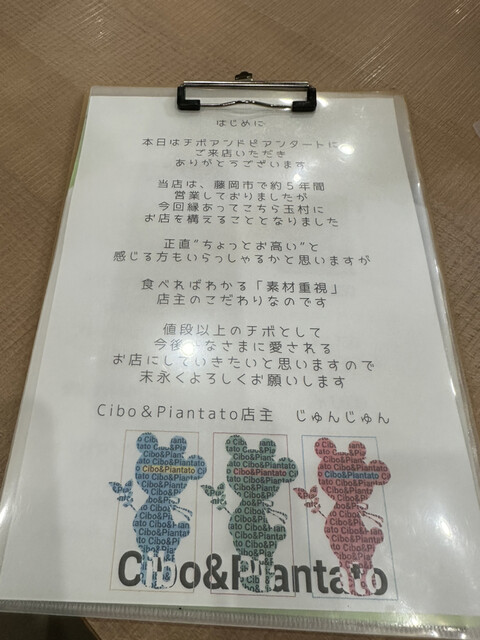 はじめに
本日はチボアンドピアンタートに
ご来店いただき
ありがとうございます
当店は、藤岡市で約5年間
営業しておりましたが
今回縁あってこちら玉村に
お店を構えることとなりました
正直"ちょっとお高い"と
感じる方もいらっしゃるかと思いますが
食べればわかる「素材重視」
店主のこだわりなのです
値段以上のチボとして
今後みなさまに愛される
お店にしていきたいと思いますので
末永くよろしくお願いします
Cibo&Piantato店主 じゅんじゅん
Cibo&Piantato
Cibo&Piantato
Cibo&Piantato
Cibo&Piantato